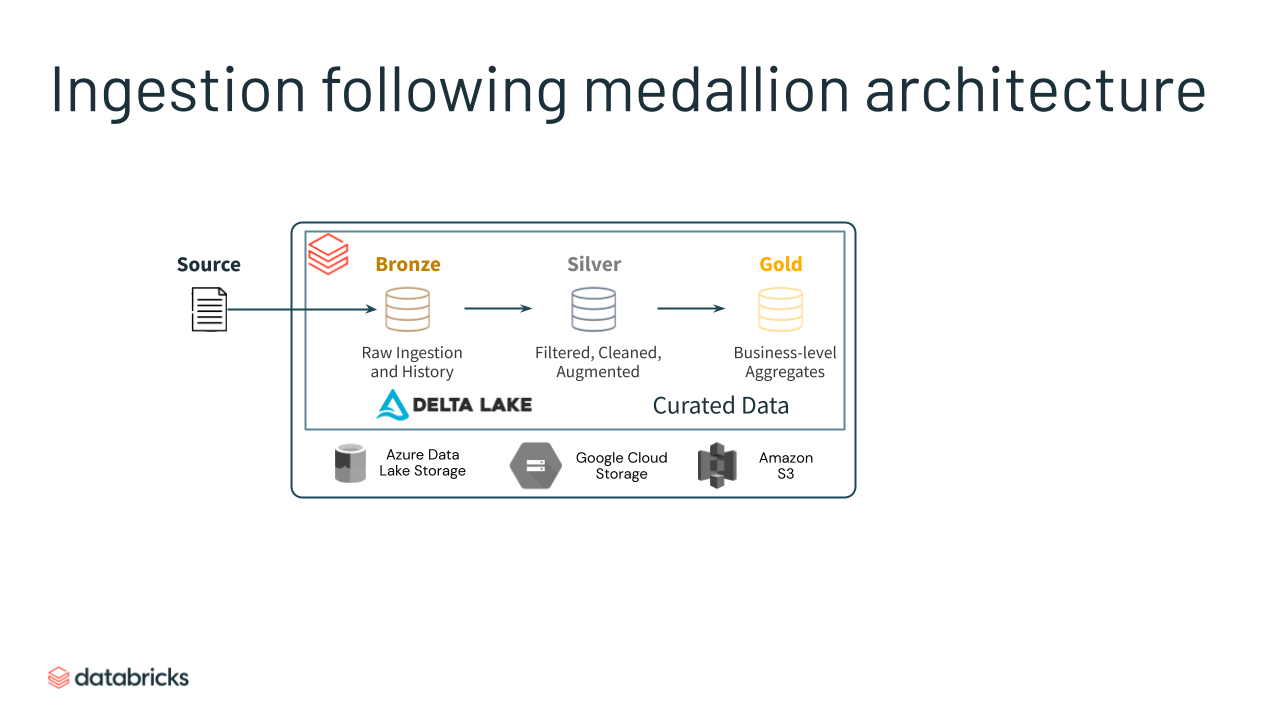 Ingestion following medallion architecture
Source
Bronze
Silver
Gold
Raw Ingestion
and History
Filtered, Cleaned,
Augmented
Business-level
Aggregates
DELTA LAKE
Curated Data
Azure Data
Lake Storage
Google Cloud
Storage
Amazon
S3
databricks